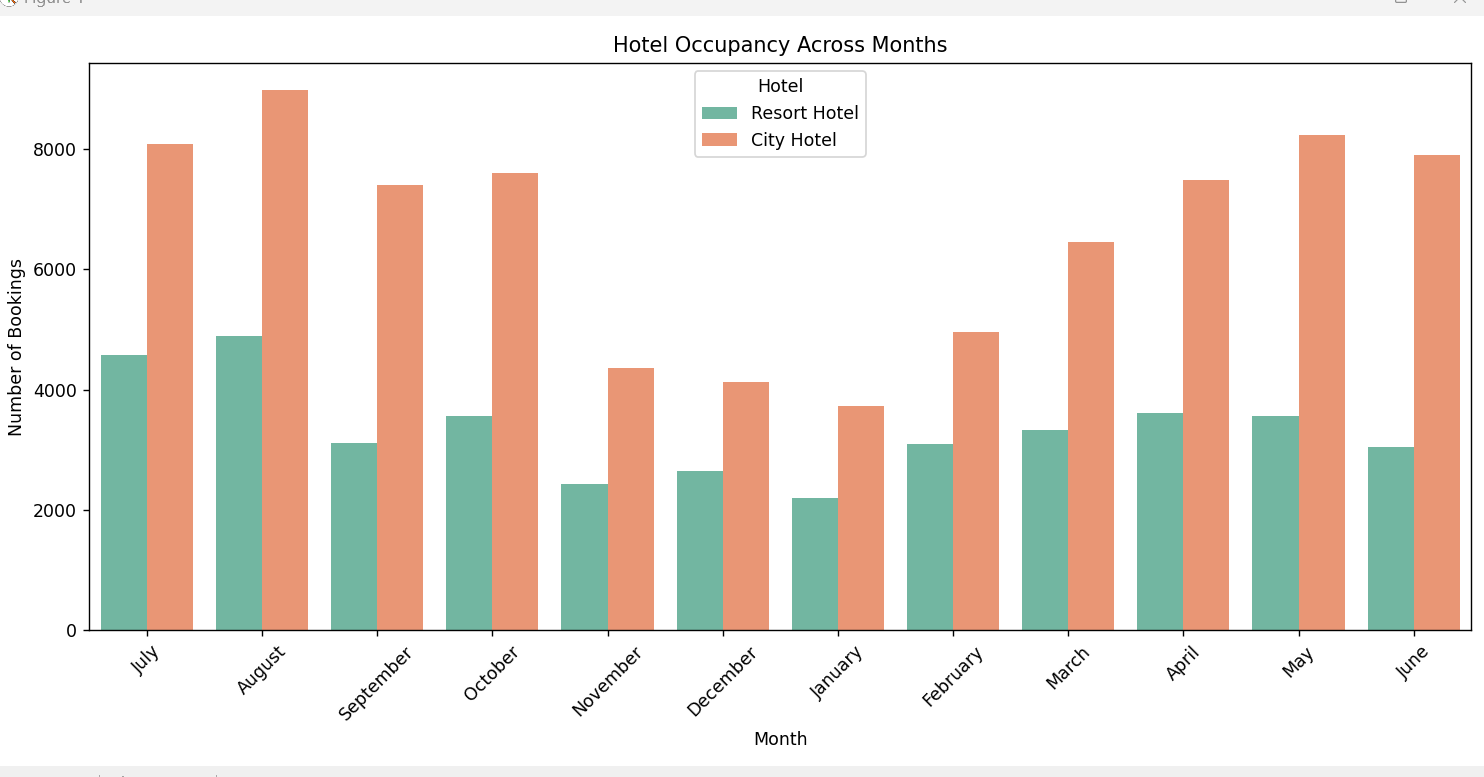 Hotel Occupancy Across Months
Hotel
Resort Hotel
City Hotel
Number of Bookings
8000
6000
4000
2000
0
July
August
September
October
November
December
January
February
March
April
May
June
Month